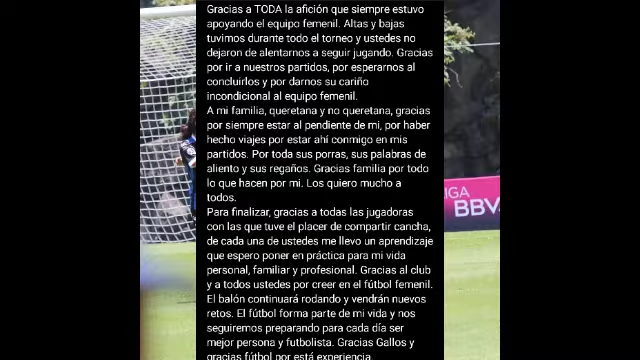 Gracias a TODA la afición que siempre estuvo
apoyando el equipo femenil. Altas y bajas
tuvimos durante todo el torneo y ustedes no
dejaron de alentarnos a seguir jugando. Gracias
por ir a nuestros partidos, por esperarnos al
concluirlos y por darnos su cariño
incondicional al equipo femenil.
A mi familia, queretana y no queretana, gracias
por siempre estar al pendiente de mi, por haber
hecho viajes por estar ahí conmigo en mis
partidos. Por toda sus porras, sus palabras de
aliento y sus regaños. Gracias familia por todo
lo que hacen por mi. Los quiero mucho a
todos.
Para finalizar, gracias a todas las jugadoras
con las que tuve el placer de compartir cancha,
de cada una de ustedes me llevo un aprendizaje
que espero poner en práctica para mi vida
personal, familiar y profesional. Gracias al club
y a todos ustedes por creer en el fútbol femenil.
El balón continuará rodando y vendrán nuevos
retos. El fútbol forma parte de mi vida y nos
seguiremos preparando para cada día ser
mejor persona y futbolista. Gracias Gallos y
gracias fútbol por está experiencia.
IGA
BBVA